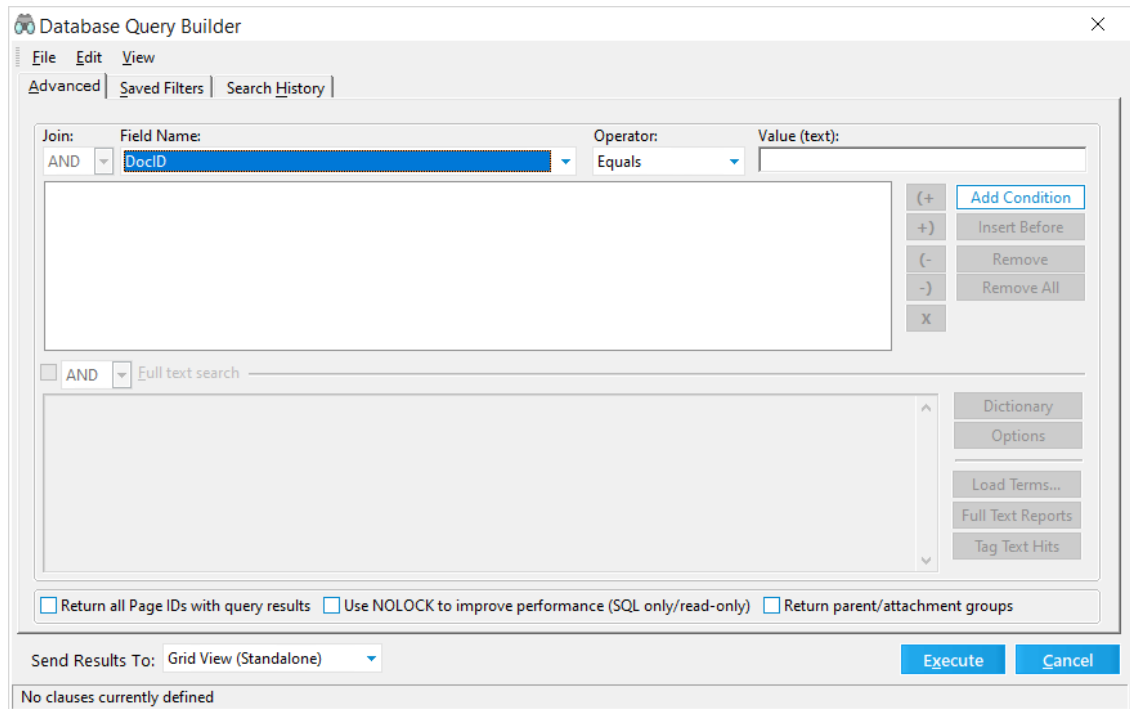 Database Query Builder
File Edit View
Advanced Saved Filters Search History
Join: Field Name: Operator: Value (text):
AND DocID Equals
(+ Add Condition
+) Insert Before
(- Remove
-) Remove All
X
AND Full text search
Dictionary
Options
Load Terms...
Full Text Reports
Tag Text Hits
Return all Page IDs with query results Use NOLOCK to improve performance (SQL only/read-only) Return parent/attachment groups
Send Results To: Grid View (Standalone) Execute Cancel
No clauses currently defined